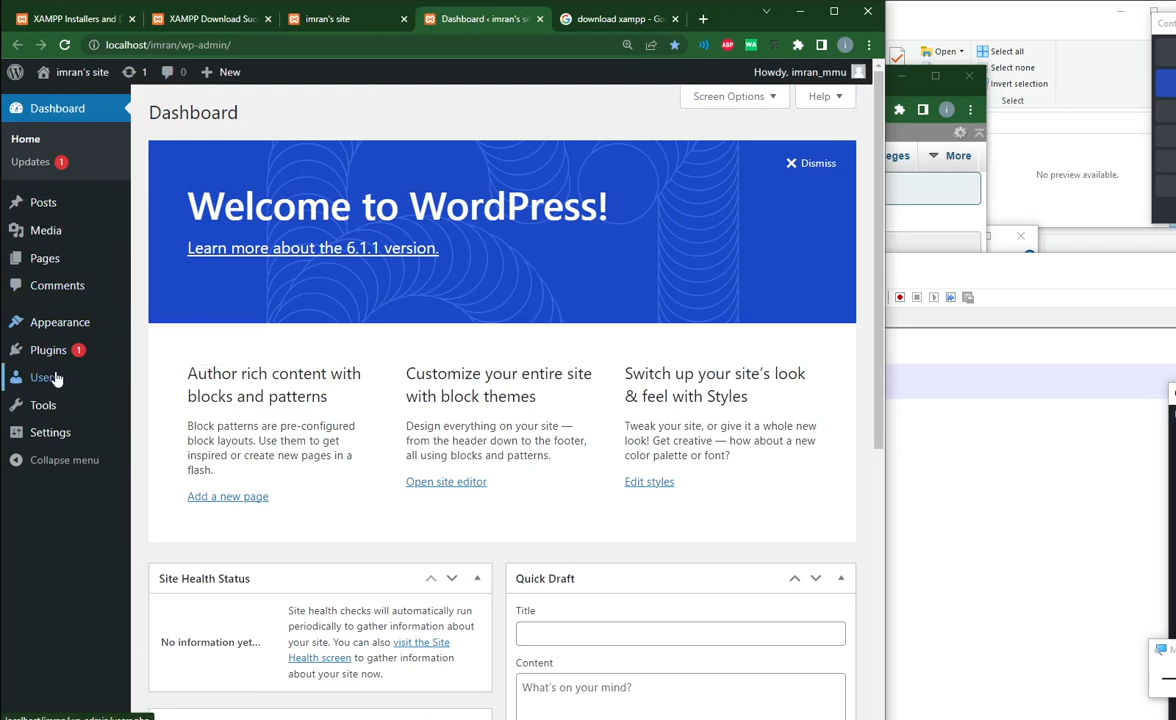 XAMPP Installers and D
XAMPP Download Suc
imran's site
Dashboard ‹ imran's si
download xampp - Go
localhost/imran/wp-admin/
ABP
WA
i
imran's site
1
0
New
Howdy, imran_mmu
Dashboard
Home
Updates 1
Posts
Media
Pages
Comments
Appearance
Plugins 1
User
Tools
Settings
Collapse menu
Dashboard
Screen Options
Help
Dismiss
Welcome to WordPress!
Learn more about the 6.1.1 version.
Author rich content with
blocks and patterns
Block patterns are pre-configured
block layouts. Use them to get
inspired or create new pages in a
flash.
Add a new page
Customize your entire site
with block themes
Design everything on your site —
from the header down to the footer,
all using blocks and patterns.
Open site editor
Switch up your site's look
& feel with Styles
Tweak your site, or give it a whole new
look! Get creative — how about a new
color palette or font?
Edit styles
Site Health Status
No information yet...
Site health checks will automatically run
periodically to gather information about
your site. You can also visit the Site
Health screen to gather information
about your site now.
Quick Draft
Title
Content
What's on your mind?
Open
Select all
Select none
Invert selection
Select
i
eges
More
No preview available.
Cont